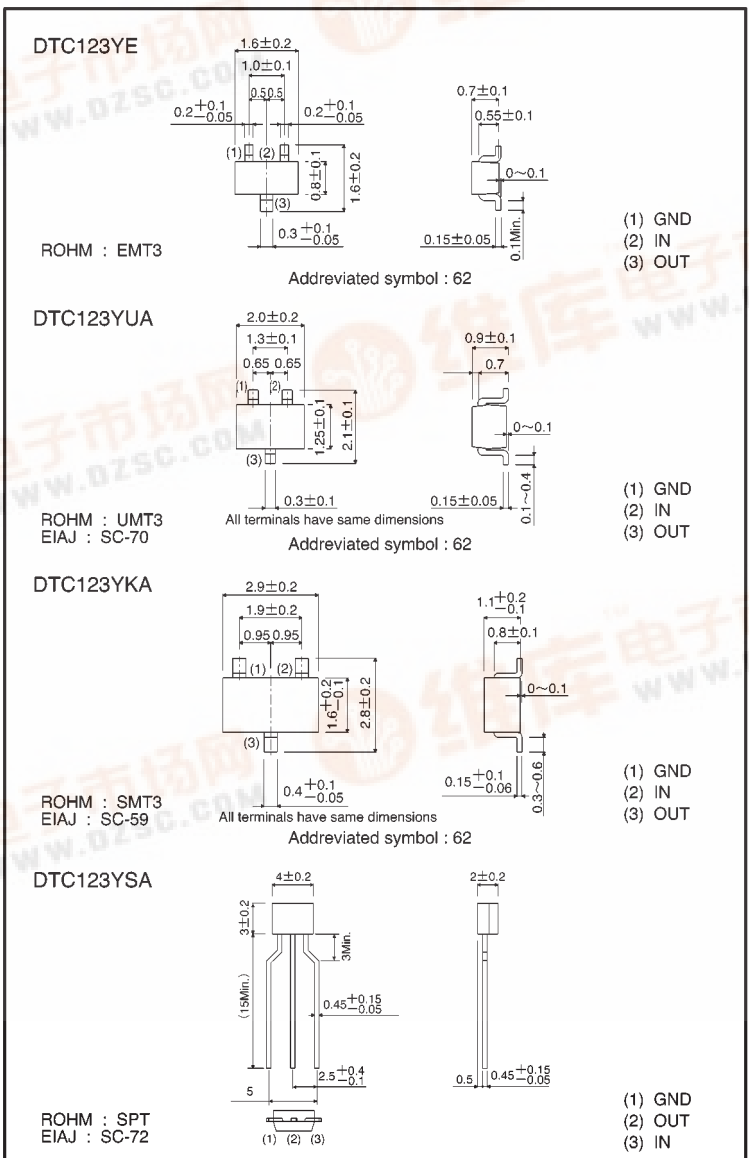 DTC123YE
1.6±0.2
1.0±0.1
0.5 0.5
0.2 +0.1 −0.05
0.2 +0.1 −0.05
(1) (2)
(3)
0.8±0.1
1.6±0.2
0.3 +0.1 −0.05
0.7±0.1
0.55±0.1
0~0.1
0.15±0.05
0.1Min.
(1) GND
(2) IN
(3) OUT
ROHM : EMT3
Addreviated symbol : 62
DTC123YUA
2.0±0.2
1.3±0.1
0.65 0.65
(1) (2)
(3)
1.25±0.1
2.1±0.1
0.3±0.1
0.9±0.1
0.7
0~0.1
0.15±0.05
0.1~0.4
(1) GND
(2) IN
(3) OUT
ROHM : UMT3
EIAJ : SC-70
All terminals have same dimensions
Addreviated symbol : 62
DTC123YKA
2.9±0.2
1.9±0.2
0.95 0.95
(1) (2)
(3)
1.6 +0.2 −0.1
2.8±0.2
0.4 +0.1 −0.05
1.1 +0.2 −0.1
0.8±0.1
0~0.1
0.15 +0.1 −0.06
0.3~0.6
(1) GND
(2) IN
(3) OUT
ROHM : SMT3
EIAJ : SC-59
All terminals have same dimensions
Addreviated symbol : 62
DTC123YSA
4±0.2
3±0.2
(15Min.)
3Min.
0.45 +0.15 −0.05
2.5 +0.4 −0.1
5
(1) (2) (3)
2±0.2
0.5
0.45 +0.15 −0.05
(1) GND
(2) OUT
(3) IN
ROHM : SPT
EIAJ : SC-72
电子市场网
WWW.DZSC.COM
维库